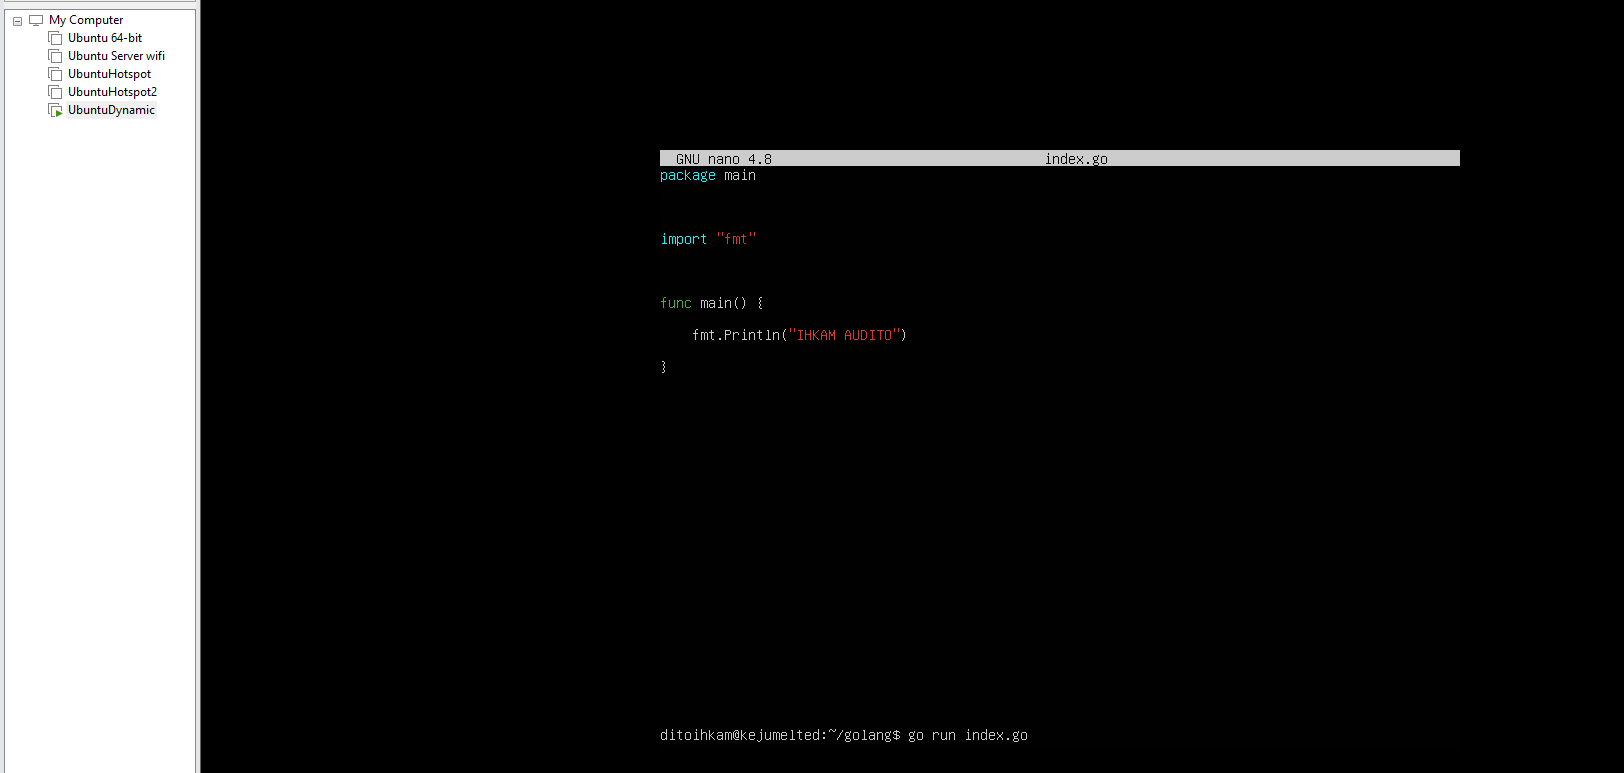 My Computer
Ubuntu 64-bit
Ubuntu Server wifi
UbuntuHotspot
UbuntuHotspot2
UbuntuDynamic
GNU nano 4.8 index.go
package main
import "fmt"
func main() {
fmt.Println("IHKAM AUDITO")
}
ditoihkam@kejumelted:~/golang$ go run index.go